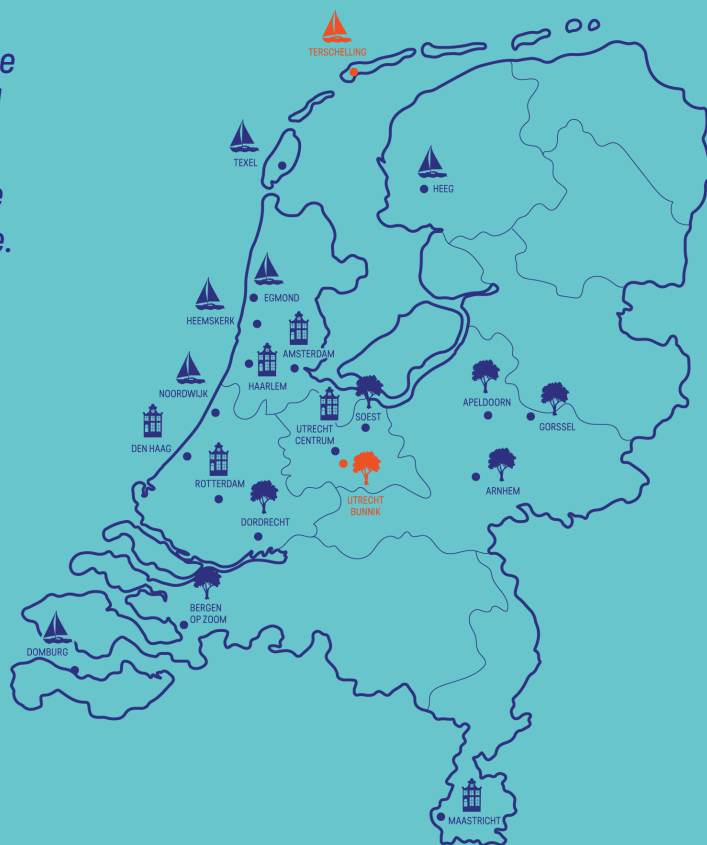 e
TERSCHELLING
TEXEL
HEEG
e.
EGMOND
HEEMSKERK
AMSTERDAM
HAARLEM
NOORDWIJK
APELDOORN
SOEST
GORSSEL
UTRECHT
CENTRUM
DEN HAAG
ROTTERDAM
ARNHEM
UTRECHT
BUNNIK
DORDRECHT
BERGEN
OP ZOOM
DOMBURG
MAASTRICHT